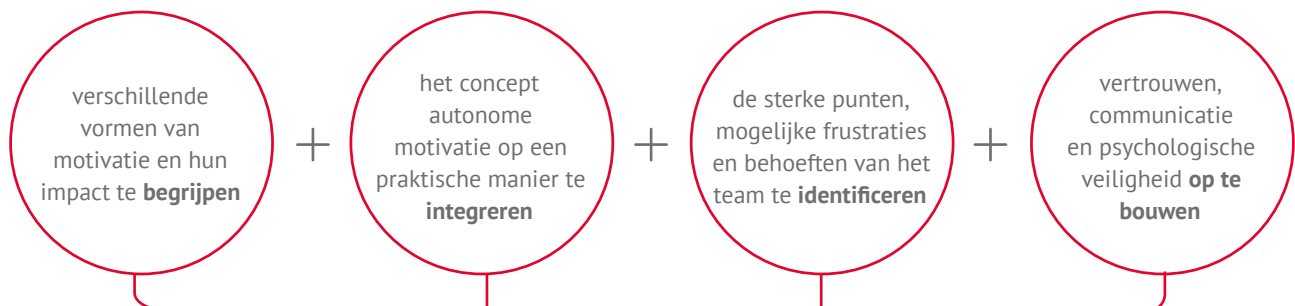 verschillende
vormen van
motivatie en hun
impact te begrijpen
+
het concept
autonome
motivatie op een
praktische manier te
integreren
+
de sterke punten,
mogelijke frustraties
en behoeften van het
team te identificeren
+
vertrouwen,
communicatie
en psychologische
veiligheid op te
bouwen